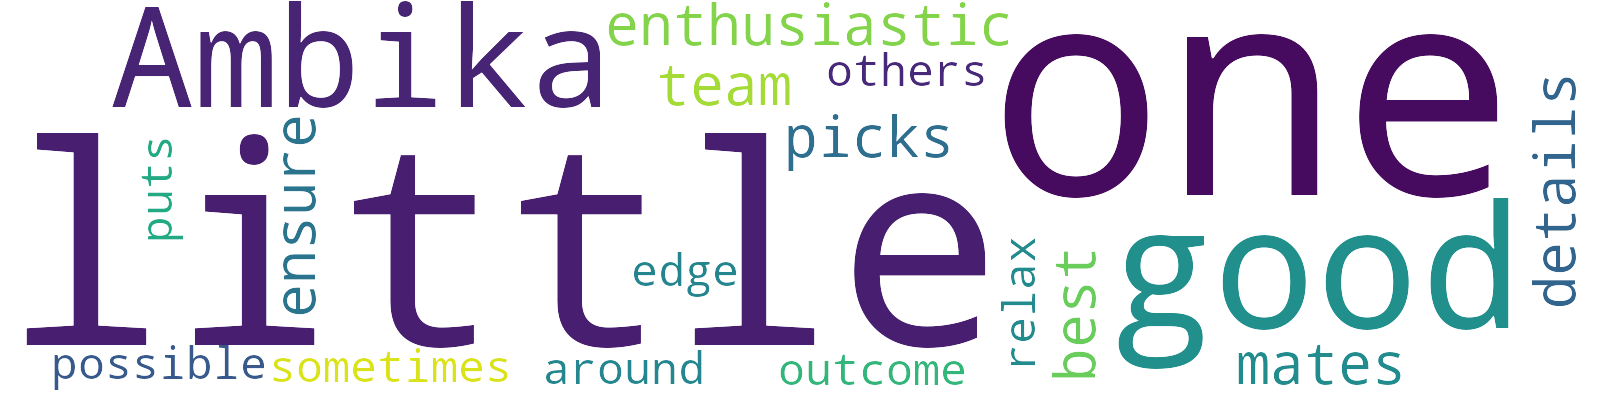 Ambika
enthusiastic
one
team
others
picks
details
little
puts
ensure
edge
relax
best
good
possible
sometimes
around
outcome
mates